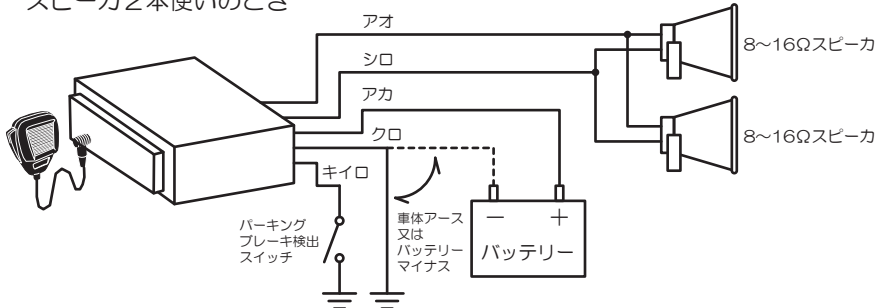 スピーカ2本使いのとき
アオ
シロ
アカ
クロ
キイロ
8〜16Ωスピーカ
8〜16Ωスピーカ
パーキング
ブレーキ検出
スイッチ
車体アース
又は
バッテリー
マイナス
− +
バッテリー